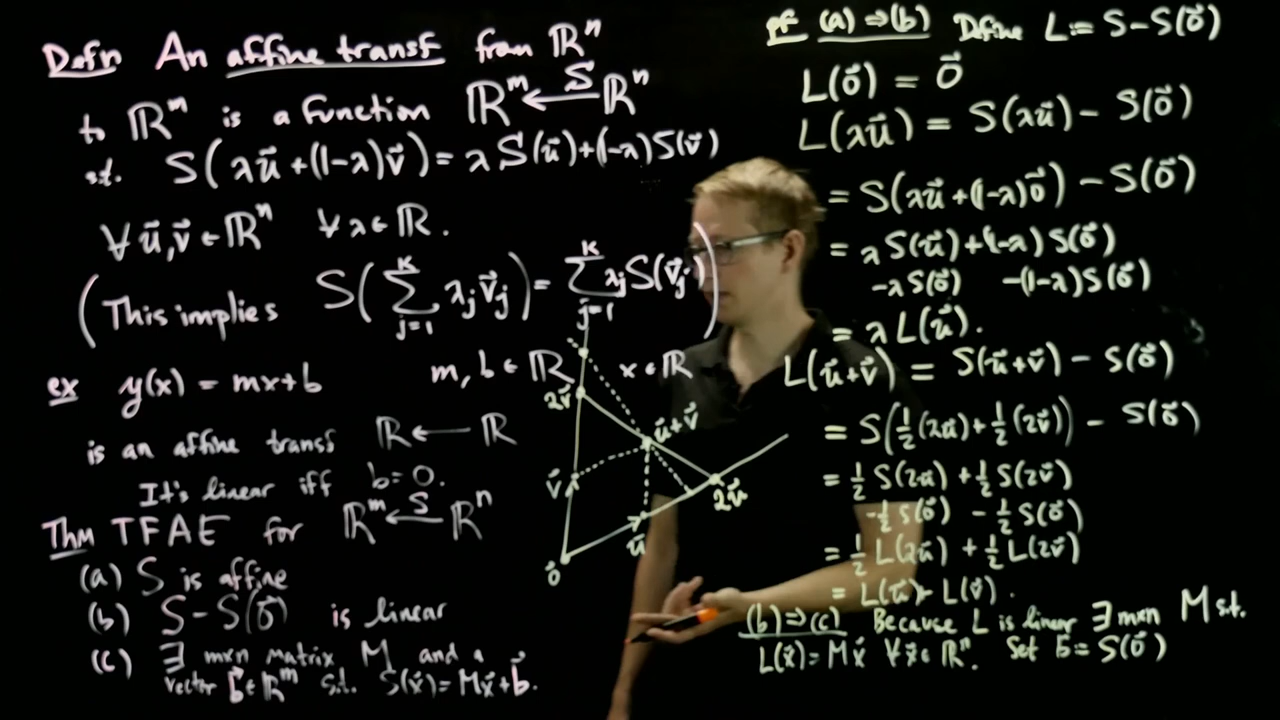 Defn An affine transf from ℝⁿ
to ℝᵐ is a function ℝᵐ ⟵S ℝⁿ
s.t. S(λu⃗+(1-λ)v⃗) = λS(u⃗)+(1-λ)S(v⃗)
∀ u⃗,v⃗ ∈ ℝⁿ ∀ λ ∈ ℝ.
(This implies S(∑_{j=1}^{K} λⱼv⃗ⱼ) = ∑_{j=1}^{K} λⱼS(v⃗ⱼ))
ex y(x) = mx+b m, b ∈ ℝ x ∈ ℝ
is an affine transf ℝ ⟵ ℝ
It's linear iff b=0.
Thm TFAE for ℝᵐ ⟵S ℝⁿ
(a) S is affine
(b) S-S(0⃗) is linear
(c) ∃ m×n matrix M and a
vector b⃗∈ℝᵐ s.t. S(x⃗)=Mx⃗+b⃗.
2v⃗
u⃗+v⃗
v⃗
2u⃗
u⃗
0⃗
pf (a)⇒(b) Define L:= S-S(0⃗)
L(0⃗) = 0⃗
L(λu⃗) = S(λu⃗) - S(0⃗)
= S(λu⃗+(1-λ)0⃗) - S(0⃗)
= λS(u⃗)+(1-λ)S(0⃗)
-λS(0⃗) -(1-λ)S(0⃗)
= λL(u⃗).
L(u⃗+v⃗) = S(u⃗+v⃗) - S(0⃗)
= S(½(2u⃗)+½(2v⃗)) - S(0⃗)
= ½S(2u⃗) + ½S(2v⃗)
-½S(0⃗) -½S(0⃗)
= ½L(2u⃗) + ½L(2v⃗)
= L(u⃗)+L(v⃗).
(b)⇒(c) Because L is linear ∃ m×n M s.t.
L(x⃗)=Mx⃗ ∀x⃗∈ℝⁿ. Set b⃗=S(0⃗)